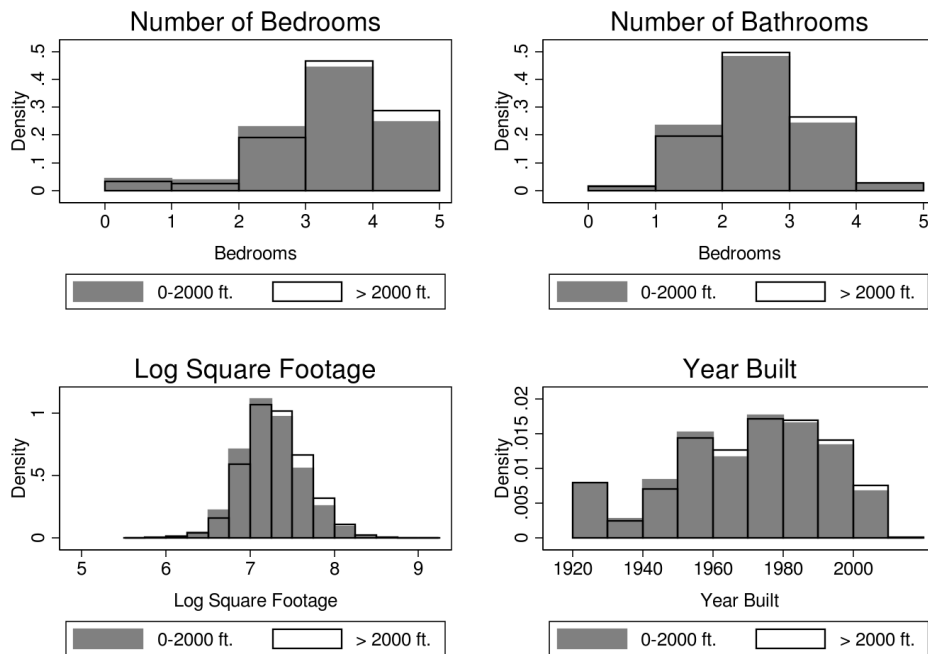 Number of Bedrooms
Density
0 .1 .2 .3 .4 .5
0 1 2 3 4 5
Bedrooms
0-2000 ft. > 2000 ft.
Number of Bathrooms
Density
0 .1 .2 .3 .4 .5
0 1 2 3 4 5
Bedrooms
0-2000 ft. > 2000 ft.
Log Square Footage
Density
0 .5 1
5 6 7 8 9
Log Square Footage
0-2000 ft. > 2000 ft.
Year Built
Density
0 .005 .01 .015 .02
1920 1940 1960 1980 2000
Year Built
0-2000 ft. > 2000 ft.